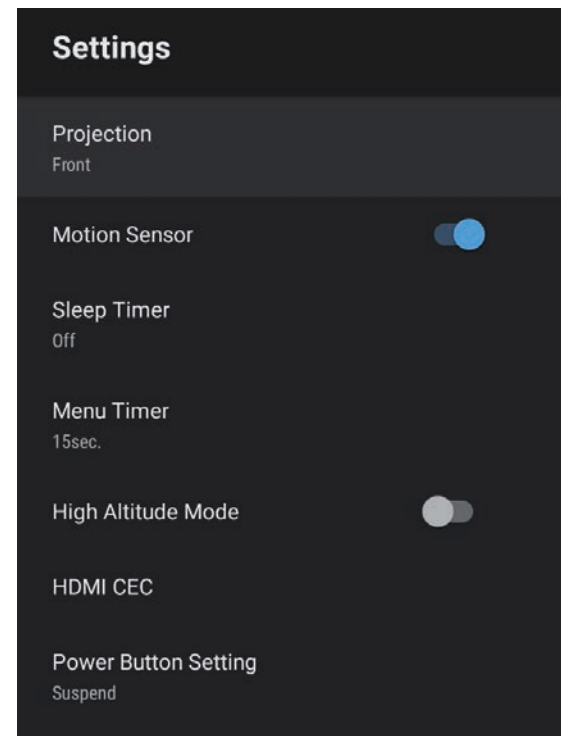 Settings
Projection
Front
Motion Sensor
Sleep Timer
Off
Menu Timer
15sec.
High Altitude Mode
HDMI CEC
Power Button Setting
Suspend